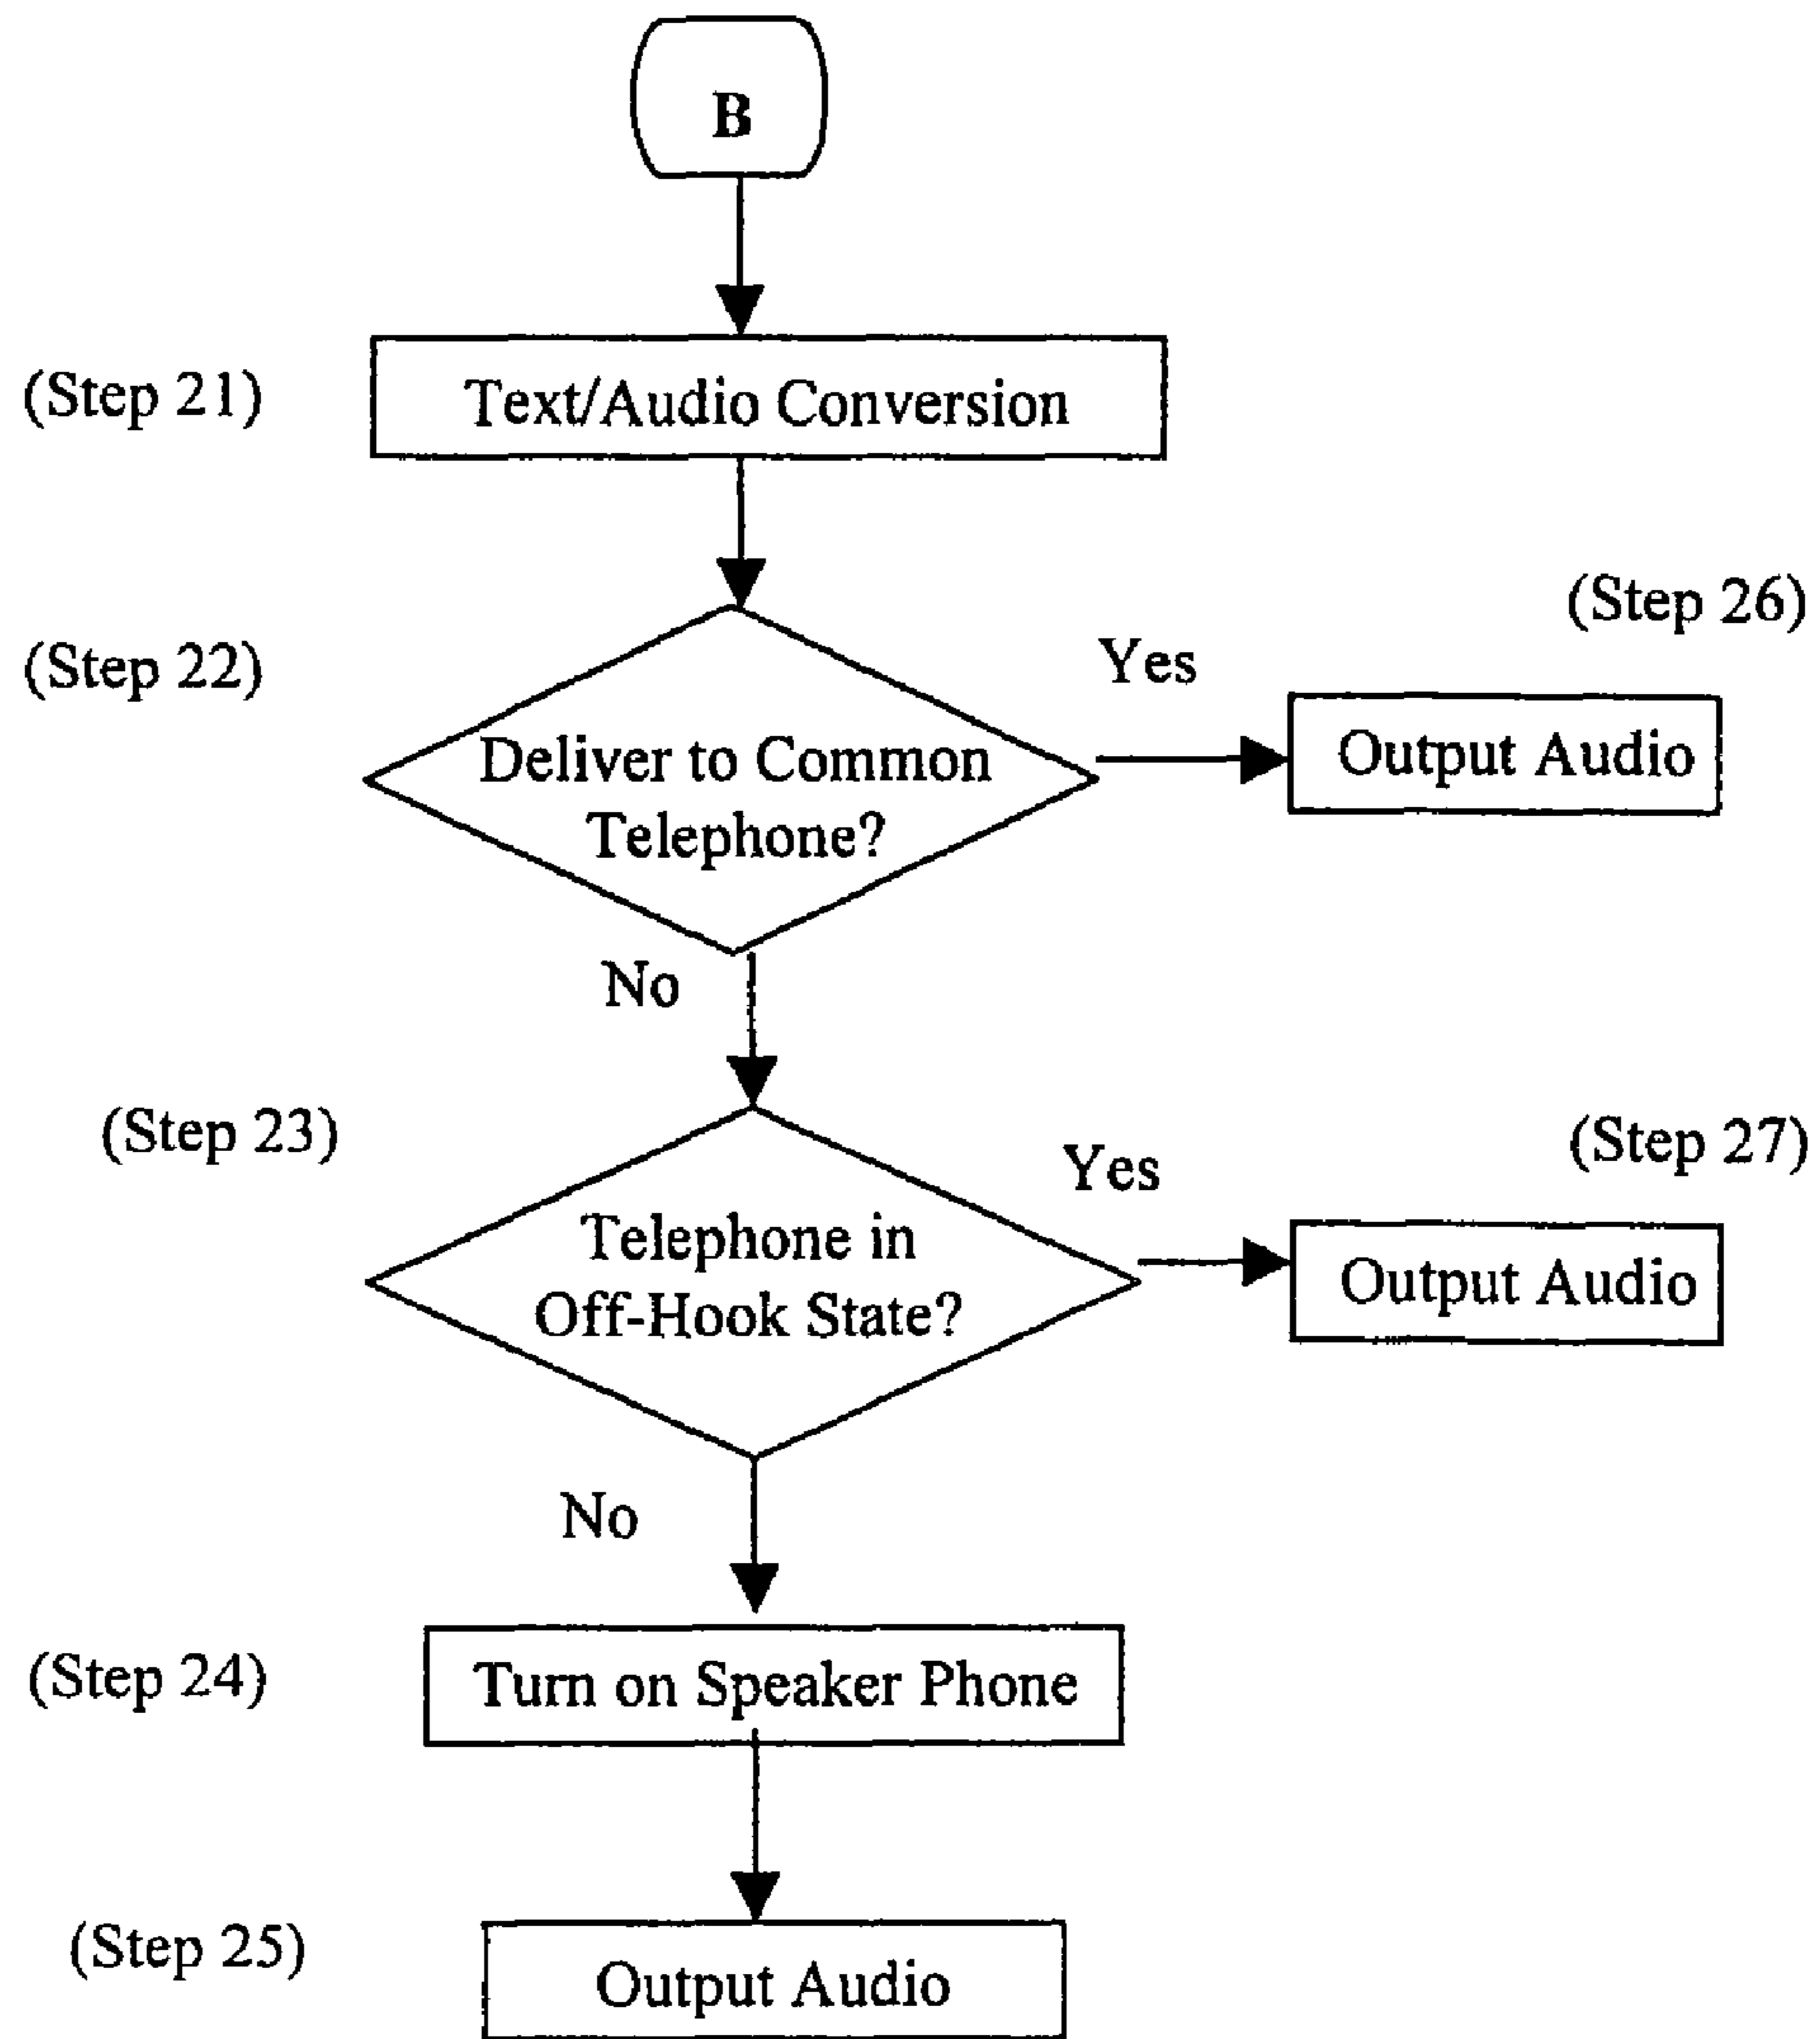 B
(Step 21)
Text/Audio Conversion
(Step 26)
(Step 22)
Yes
Deliver to Common
Telephone?
Output Audio
No
(Step 23)
Yes
(Step 27)
Telephone in
Off-Hook State?
Output Audio
No
(Step 24)
Turn on Speaker Phone
(Step 25)
Output Audio